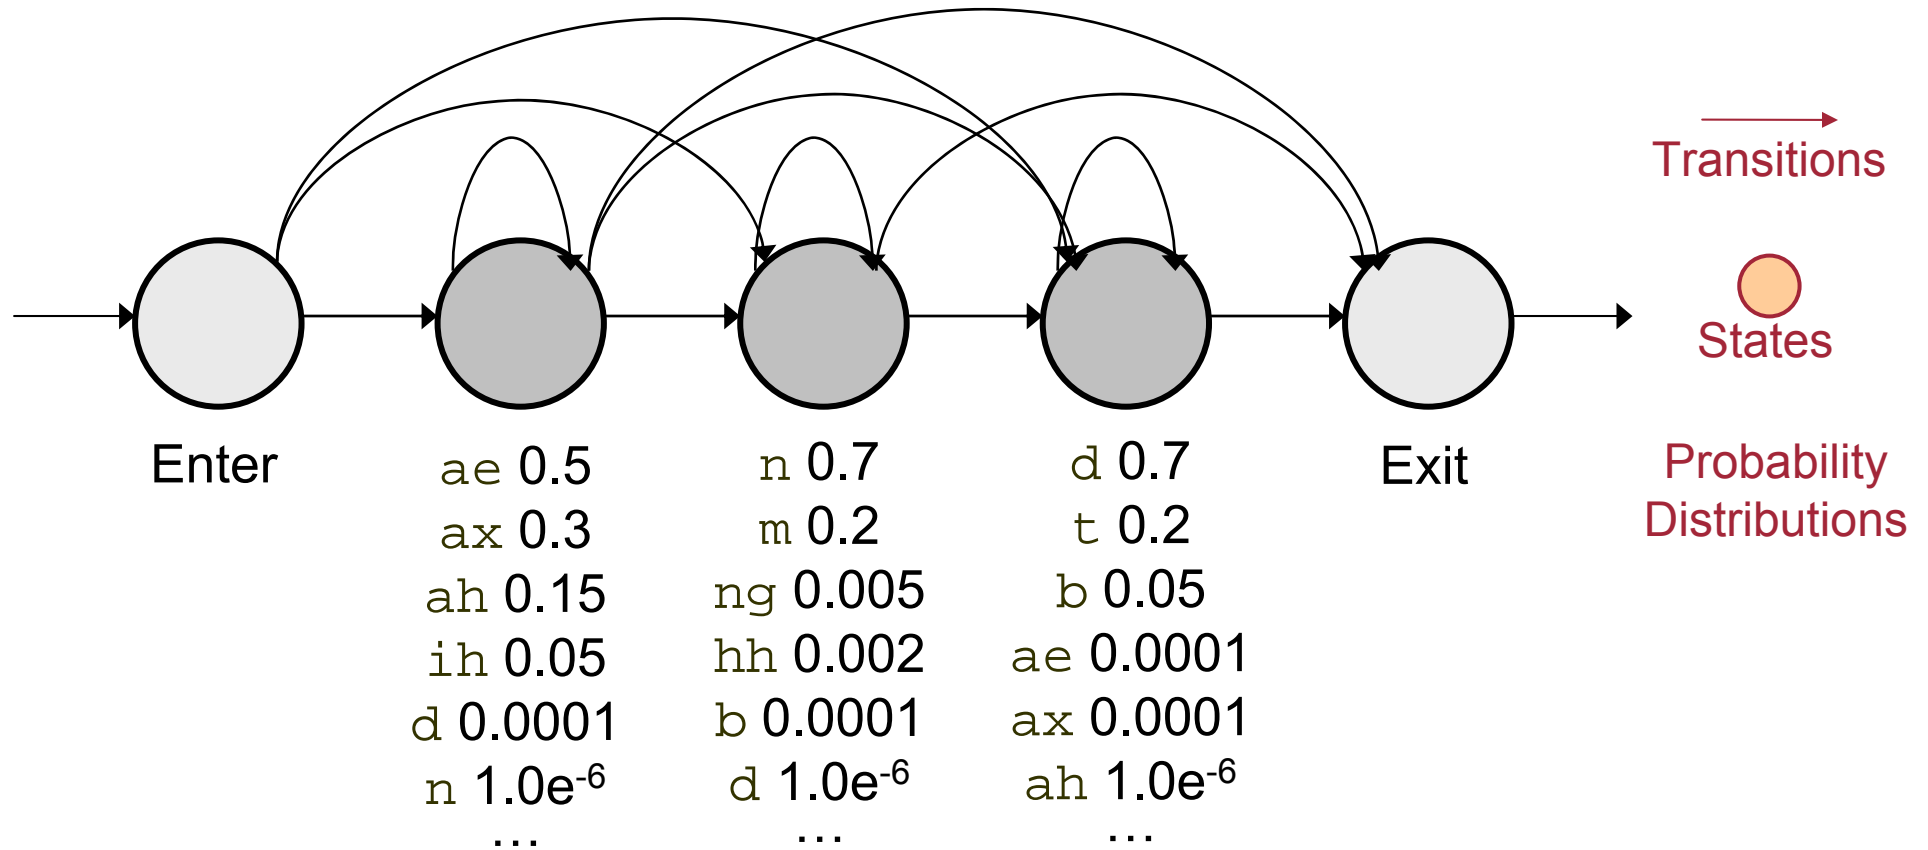 Transitions
States
Enter
Exit
Probability
Distributions
ae 0.5
ax 0.3
ah 0.15
ih 0.05
d 0.0001
n 1.0e-6
...
n 0.7
m 0.2
ng 0.005
hh 0.002
b 0.0001
d 1.0e-6
...
d 0.7
t 0.2
b 0.05
ae 0.0001
ax 0.0001
ah 1.0e-6
...